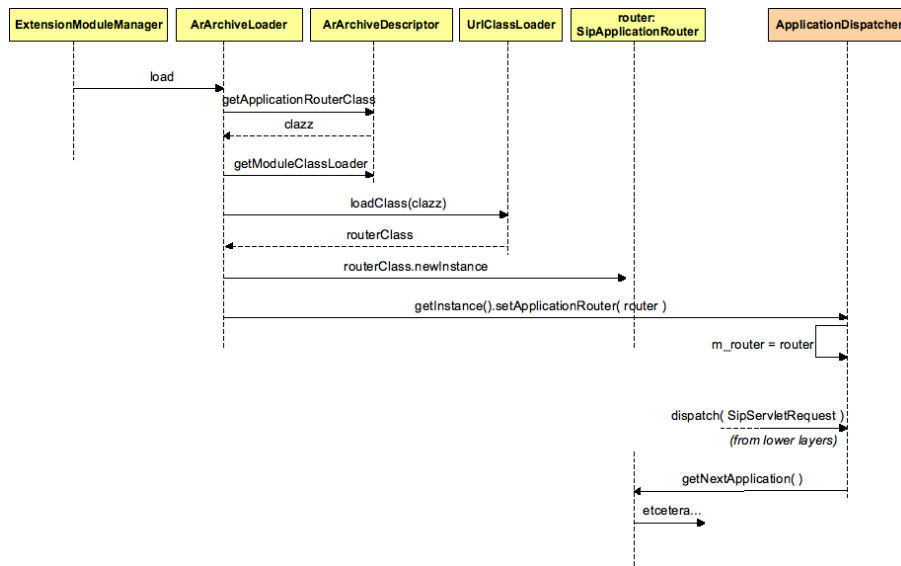 ExtensionModuleManager
ArArchiveLoader
ArArchiveDescriptor
UrlClassLoader
router:
SipApplicationRouter
ApplicationDispatcher
load
getApplicationRouterClass
clazz
getModuleClassLoader
loadClass(clazz)
routerClass
routerClass.newInstance
getInstance().setApplicationRouter( router )
m_router = router
dispatch( SipServletRequest )
(from lower layers)
getNextApplication( )
etcetera...